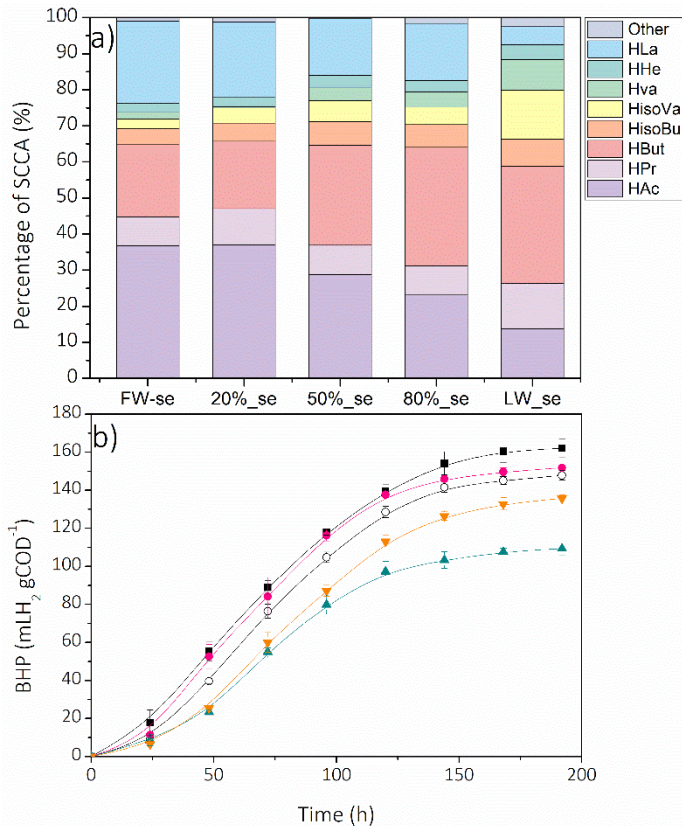 a)
Percentage of SCCA (%)
100
90
80
70
60
50
40
30
20
10
0
FW-se 20%_se 50%_se 80%_se LW_se
Other
HLa
HHe
Hva
HisoVa
HisoBu
HBut
HPr
HAc
b)
BHP (mLH₂ gCOD⁻¹)
180
160
140
120
100
80
60
40
20
0
0 50 100 150 200
Time (h)